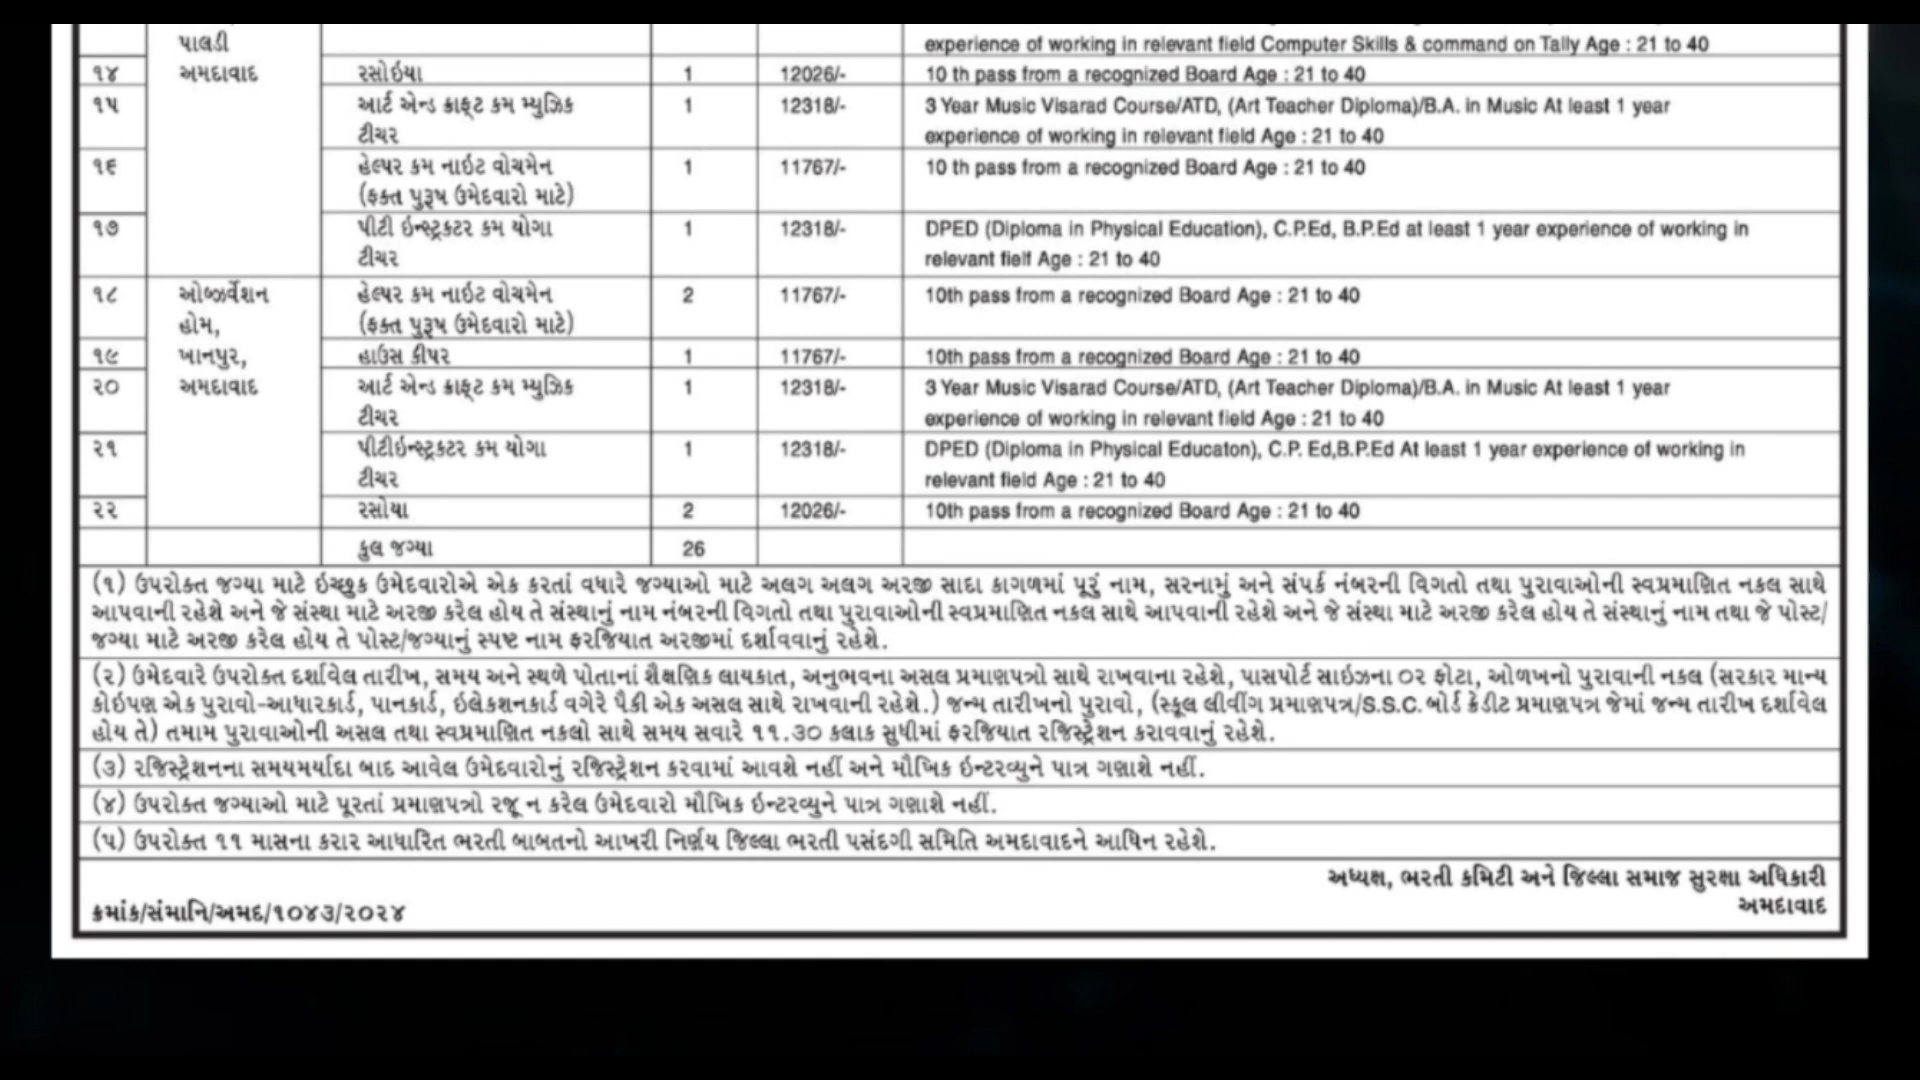 પાલડી experience of working in relevant field Computer Skills & command on Tally Age : 21 to 40
૧૪ અમદાવાદ રસોઇયા 1 12026/- 10 th pass from a recognized Board Age : 21 to 40
૧૫ આર્ટ એન્ડ ક્રાફ્ટ કમ મ્યુઝિક 1 12318/- 3 Year Music Visarad Course/ATD, (Art Teacher Diploma)/B.A. in Music At least 1 year
ટીચર experience of working in relevant field Age : 21 to 40
૧૬ હેલ્પર કમ નાઇટ વોચમેન 1 11767/- 10 th pass from a recognized Board Age : 21 to 40
(ફક્ત પુરૂષ ઉમેદવારો માટે)
૧૭ પીટી ઇન્સ્ટ્રકટર કમ યોગા 1 12318/- DPED (Diploma in Physical Education), C.P.Ed, B.P.Ed at least 1 year experience of working in
ટીચર relevant fielf Age : 21 to 40
૧૮ ઓબ્ઝર્વેશન હેલ્પર કમ નાઇટ વોચમેન 2 11767/- 10th pass from a recognized Board Age : 21 to 40
હોમ, (ફક્ત પુરૂષ ઉમેદવારો માટે)
૧૯ ખાનપુર, હાઉસ કીપર 1 11767/- 10th pass from a recognized Board Age : 21 to 40
૨૦ અમદાવાદ આર્ટ એન્ડ ક્રાફ્ટ કમ મ્યુઝિક 1 12318/- 3 Year Music Visarad Course/ATD, (Art Teacher Diploma)/B.A. in Music At least 1 year
ટીચર experience of working in relevant field Age : 21 to 40
૨૧ પીટીઇન્સ્ટ્રક્ટર કમ યોગા 1 12318/- DPED (Diploma in Physical Educaton), C.P. Ed,B.P.Ed At least 1 year experience of working in
ટીચર relevant field Age : 21 to 40
૨૨ રસોયા 2 12026/- 10th pass from a recognized Board Age : 21 to 40
કુલ જગ્યા 26
(૧) ઉપરોક્ત જગ્યા માટે ઇચ્છુક ઉમેદવારોએ એક કરતાં વધારે જગ્યાઓ માટે અલગ અલગ અરજી સાદા કાગળમાં પૂરું નામ, સરનામું અને સંપર્ક નંબરની વિગતો તથા પુરાવાઓની સ્વપ્રમાણિત નકલ સાથે
આપવાની રહેશે અને જે સંસ્થા માટે અરજી કરેલ હોય તે સંસ્થાનું નામ નંબરની વિગતો તથા પુરાવાઓની સ્વપ્રમાણિત નકલ સાથે આપવાની રહેશે અને જે સંસ્થા માટે અરજી કરેલ હોય તે સંસ્થાનું નામ તથા જે પોસ્ટ/
જગ્યા માટે અરજી કરેલ હોય તે પોસ્ટ/જગ્યાનું સ્પષ્ટ નામ ફરજિયાત અરજીમાં દર્શાવવાનું રહેશે.
(૨) ઉમેદવારે ઉપરોક્ત દર્શાવેલ તારીખ, સમય અને સ્થળે પોતાનાં શૈક્ષણિક લાયકાત, અનુભવના અસલ પ્રમાણપત્રો સાથે રાખવાના રહેશે, પાસપોર્ટ સાઇઝના ૦૨ ફોટા, ઓળખનો પુરાવાની નકલ (સરકાર માન્ય
કોઇપણ એક પુરાવો-આધારકાર્ડ, પાનકાર્ડ, ઇલેકશનકાર્ડ વગેરે પૈકી એક અસલ સાથે રાખવાની રહેશે.) જન્મ તારીખનો પુરાવો, (સ્કૂલ લીવીંગ પ્રમાણપત્ર/S.S.C. બોર્ડ ક્રેડીટ પ્રમાણપત્ર જેમાં જન્મ તારીખ દર્શાવેલ
હોય તે) તમામ પુરાવાઓની અસલ તથા સ્વપ્રમાણિત નકલો સાથે સમય સવારે ૧૧.૩૦ કલાક સુધીમાં ફરજિયાત રજિસ્ટ્રેશન કરાવવાનું રહેશે.
(૩) રજિસ્ટ્રેશનના સમયમર્યાદા બાદ આવેલ ઉમેદવારોનું રજિસ્ટ્રેશન કરવામાં આવશે નહીં અને મૌખિક ઇન્ટરવ્યુને પાત્ર ગણાશે નહીં.
(૪) ઉપરોક્ત જગ્યાઓ માટે પૂરતાં પ્રમાણપત્રો રજૂ ન કરેલ ઉમેદવારો મૌખિક ઇન્ટરવ્યુને પાત્ર ગણાશે નહીં.
(૫) ઉપરોક્ત ૧૧ માસના કરાર આધારિત ભરતી બાબતનો આખરી નિર્ણય જિલ્લા ભરતી પસંદગી સમિતિ અમદાવાદને આધિન રહેશે.
અધ્યક્ષ, ભરતી કમિટી અને જિલ્લા સમાજ સુરક્ષા અધિકારી
ક્રમાંક/સંમાનિ/અમદ/૧૦૪૩/૨૦૨૪ અમદાવાદ